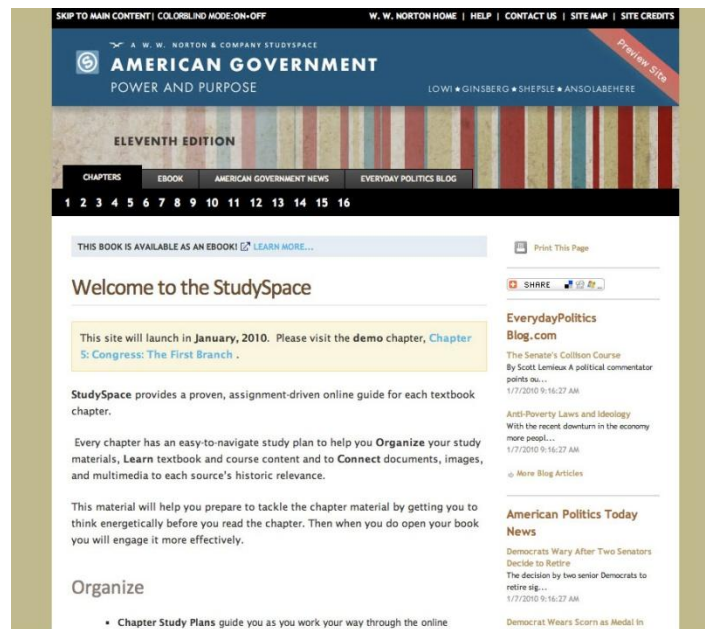 SKIP TO MAIN CONTENT| COLORBLIND MODE:ON•OFF
W. W. NORTON HOME | HELP | CONTACT US | SITE MAP | SITE CREDITS
A W. W. NORTON & COMPANY STUDYSPACE
S
AMERICAN GOVERNMENT
POWER AND PURPOSE
LOWI★GINSBERG★SHEPSLE★ANSOLABEHERE
Preview Site
ELEVENTH EDITION
CHAPTERS EBOOK AMERICAN GOVERNMENT NEWS EVERYDAY POLITICS BLOG
1 2 3 4 5 6 7 8 9 10 11 12 13 14 15 16
THIS BOOK IS AVAILABLE AS AN EBOOK! LEARN MORE...
Welcome to the StudySpace
This site will launch in January, 2010. Please visit the demo chapter, Chapter
5: Congress: The First Branch .
StudySpace provides a proven, assignment-driven online guide for each textbook
chapter.
Every chapter has an easy-to-navigate study plan to help you Organize your study
materials, Learn textbook and course content and to Connect documents, images,
and multimedia to each source's historic relevance.
This material will help you prepare to tackle the chapter material by getting you to
think energetically before you read the chapter. Then when you do open your book
you will engage it more effectively.
Organize
• Chapter Study Plans guide you as you work your way through the online
Print This Page
SHARE
EverydayPolitics
Blog.com
The Senate's Collison Course
By Scott Lemieux A political commentator
points ou...
1/7/2010 9:16:27 AM
Anti-Poverty Laws and Ideology
With the recent downturn in the economy
more peopl...
1/7/2010 9:16:27 AM
More Blog Articles
American Politics Today
News
Democrats Wary After Two Senators
Decide to Retire
The decision by two senior Democrats to
retire sig...
1/7/2010 9:16:27 AM
Democrat Wears Scorn as Medal in